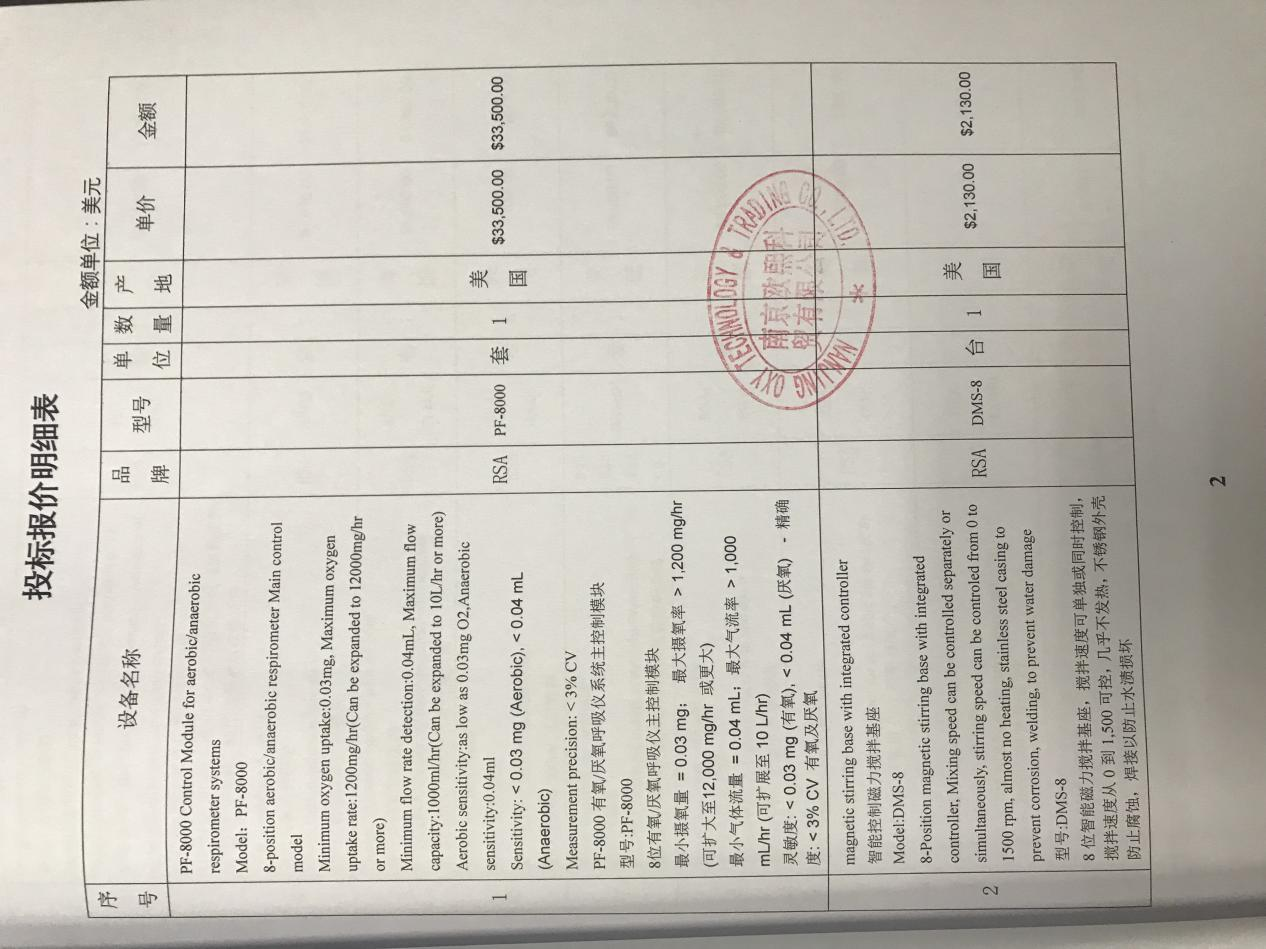 投标报价明细表
金额单位：美元
序号 设备名称 品牌 型号 单位 数量 产地 单价 金额
PF-8000 Control Module for aerobic/anaerobic
respirometer systems
Model: PF-8000
8-position aerobic/anaerobic respirometer Main control
model
Minimum oxygen uptake:0.03mg, Maximum oxygen
uptake rate:1200mg/hr(Can be expanded to 12000mg/hr
or more)
Minimum flow rate detection:0.04mL, Maximum flow
capacity:1000ml/hr(Can be expanded to 10L/hr or more)
Aerobic sensitivity:as low as 0.03mg O2,Anaerobic
sensitivity:0.04ml
1 RSA PF-8000 套 1 美国 $33,500.00 $33,500.00
Sensitivity: < 0.03 mg (Aerobic), < 0.04 mL
(Anaerobic)
Measurement precision: < 3% CV
PF-8000 有氧/厌氧呼吸仪系统主控制模块
型号:PF-8000
8位有氧/厌氧呼吸仪主控制模块
最小摄氧量 = 0.03 mg； 最大摄氧率 > 1,200 mg/hr
(可扩大至12,000 mg/hr 或更大)
最小气体流量 = 0.04 mL； 最大气流率 > 1,000
mL/hr (可扩展至 10 L/hr)
灵敏度: < 0.03 mg (有氧), < 0.04 mL (厌氧) - 精确
度: < 3% CV 有氧及厌氧
magnetic stirring base with integrated controller
智能控制磁力搅拌基座
Model:DMS-8
8-Position magnetic stirring base with integrated
controller, Mixing speed can be controlled separately or
simultaneously, stirring speed can be controled from 0 to
2 RSA DMS-8 台 1 美国 $2,130.00 $2,130.00
1500 rpm, almost no heating, stainless steel casing to
prevent corrosion, welding, to prevent water damage
型号:DMS-8
8 位智能磁力搅拌基座，搅拌速度可单独或同时控制，
搅拌速度从 0 到 1,500 可控，几乎不发热，不锈钢外壳
防止腐蚀，焊接以防止水渍损坏
NANJING OXY TECHNOLOGY & TRADING CO.,LTD.
南京欧熙科
贸有限公司
2